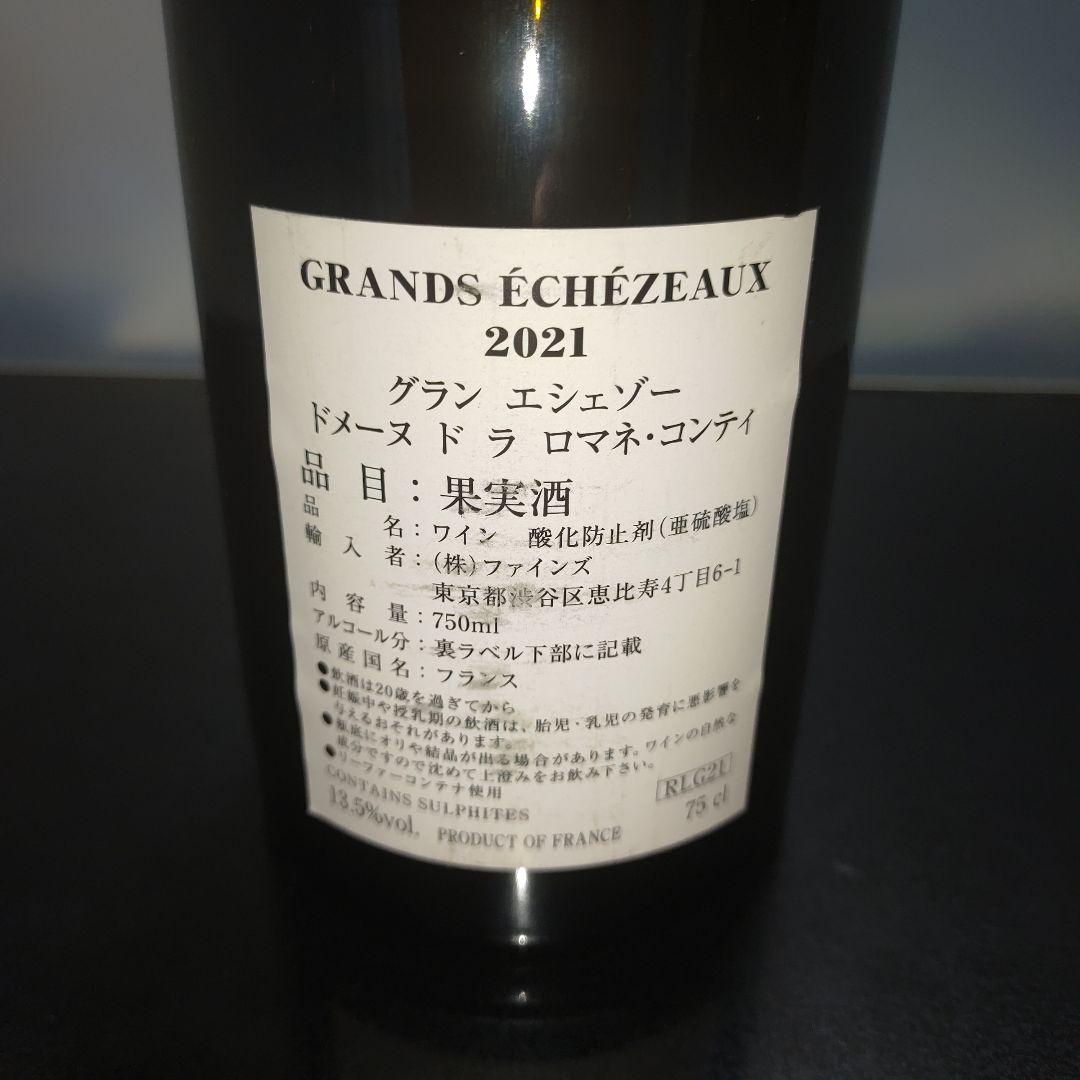 GRANDS ÉCHÉZEAUX
2021
グラン エシェゾー
ドメーヌ ド ラ ロマネ・コンティ
品 目：果実酒
品 名：ワイン 酸化防止剤(亜硫酸塩)
輸 入 者：(株)ファインズ
東京都渋谷区恵比寿4丁目6-1
内 容 量：750ml
アルコール分：裏ラベル下部に記載
原 産 国 名：フランス
●飲酒は20歳を過ぎてから
●妊娠中や授乳期の飲酒は、胎児・乳児の発育に悪影響を
与えるおそれがあります。
●瓶底にオリや結晶が出る場合があります。ワインの自然な
成分ですので沈めて上澄みをお飲み下さい。
●リーファーコンテナ使用
CONTAINS SULPHITES RLG21
13.5%vol. PRODUCT OF FRANCE 75 cl